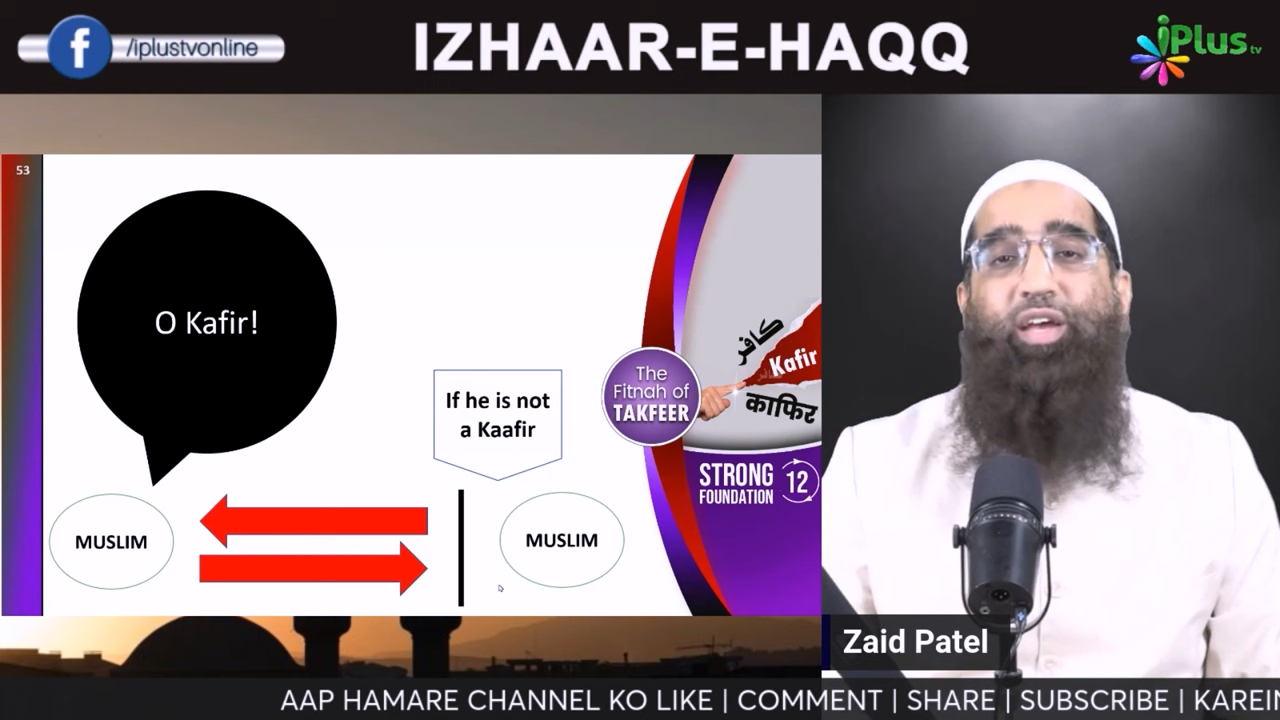 /iplustvonline
IZHAAR-E-HAQQ
iPlus tv
53
O Kafir!
If he is not
a Kaafir
MUSLIM
MUSLIM
The
Fitnah of
TAKFEER
كافر
Kafir
काफिर
STRONG
FOUNDATION
12
Zaid Patel
AAP HAMARE CHANNEL KO LIKE | COMMENT | SHARE | SUBSCRIBE | KAREIN